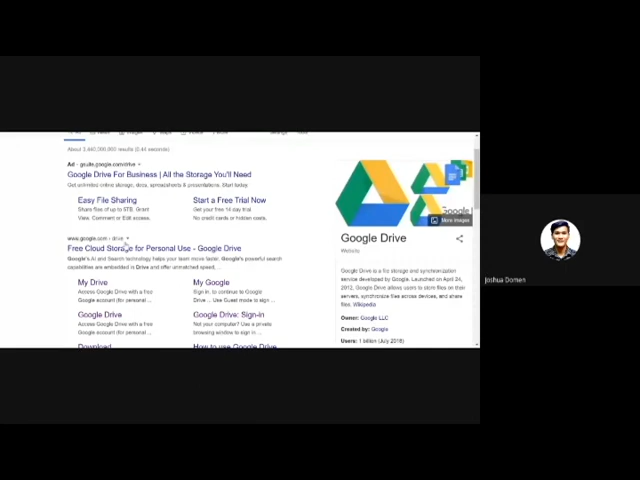 About 3,440,000,000 results (0.44 seconds)
Ad · gsuite.google.com/drive
Google Drive For Business | All the Storage You'll Need
Get unlimited online storage, docs, spreadsheets & presentations. Start today
Easy File Sharing
Share files of up to 5TB. Grant
View, Comment or Edit access.
Start a Free Trial Now
Get your free 14 day trial
No credit cards or hidden costs.
www.google.com › drive
Free Cloud Storage for Personal Use - Google Drive
Google's AI and Search technology helps your team move faster. Google's powerful search
capabilities are embedded in Drive and offer unmatched speed, ...
My Drive
Access Google Drive with a free
Google account (for personal ...
My Google
Sign in, to continue to Google
Drive ... Use Guest mode to sign ...
Google Drive
Access Google Drive with a free
Google account (for personal ...
Google Drive: Sign-in
Not your computer? Use a private
browsing window to sign in ...
Download
How to use Google Drive
Google
More images
Google Drive
Website
Google Drive is a file storage and synchronization
service developed by Google. Launched on April 24,
2012, Google Drive allows users to store files on their
servers, synchronize files across devices, and share
files. Wikipedia
Owner: Google LLC
Created by: Google
Users: 1 billion (July 2018)
Joshua Domen